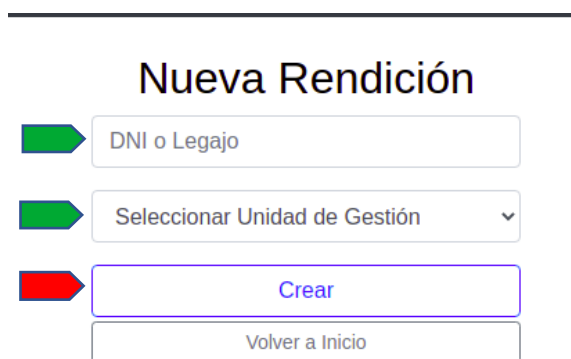 Nueva Rendición
DNI o Legajo
Seleccionar Unidad de Gestión
Crear
Volver a Inicio